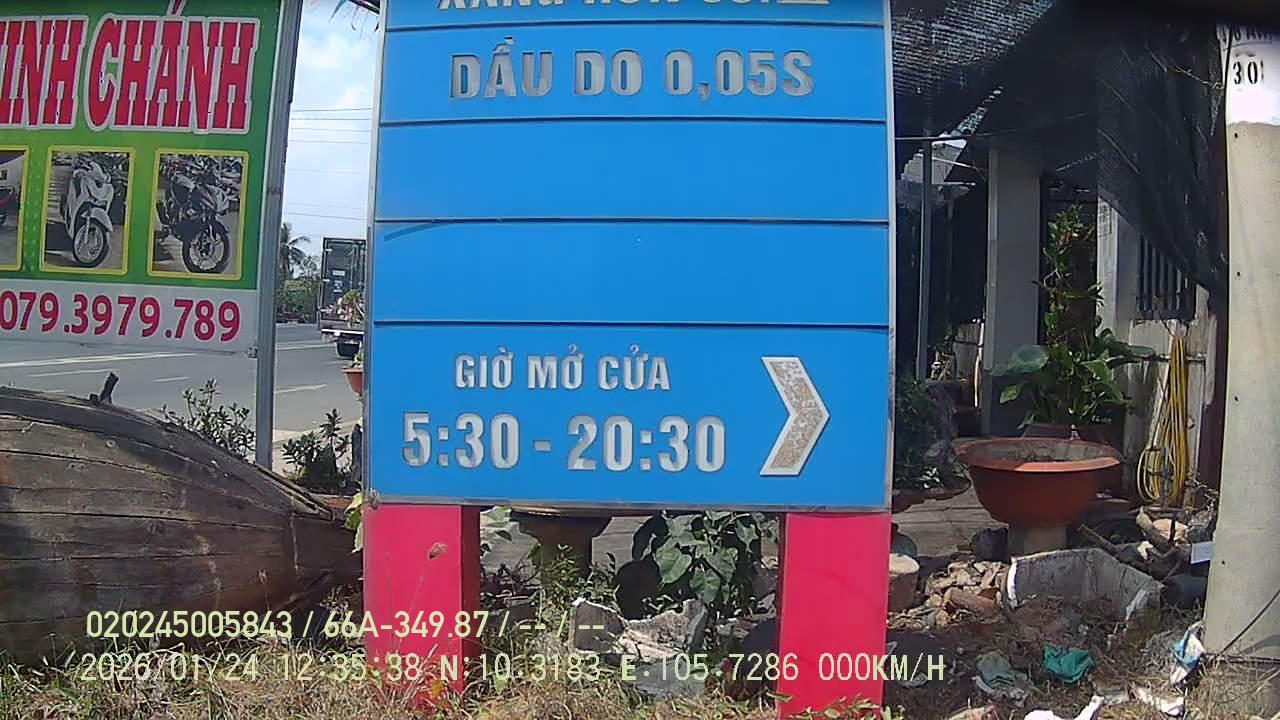 DẦU DO 0,05S
GIỜ MỞ CỬA
5:30 - 20:30
INH CHÁNH
079.3979.789
30
020245005843 / 66A-349.87 / -- / --
2026/01/24 12:35:38 N:10.3183 E:105.7286 000KM/H